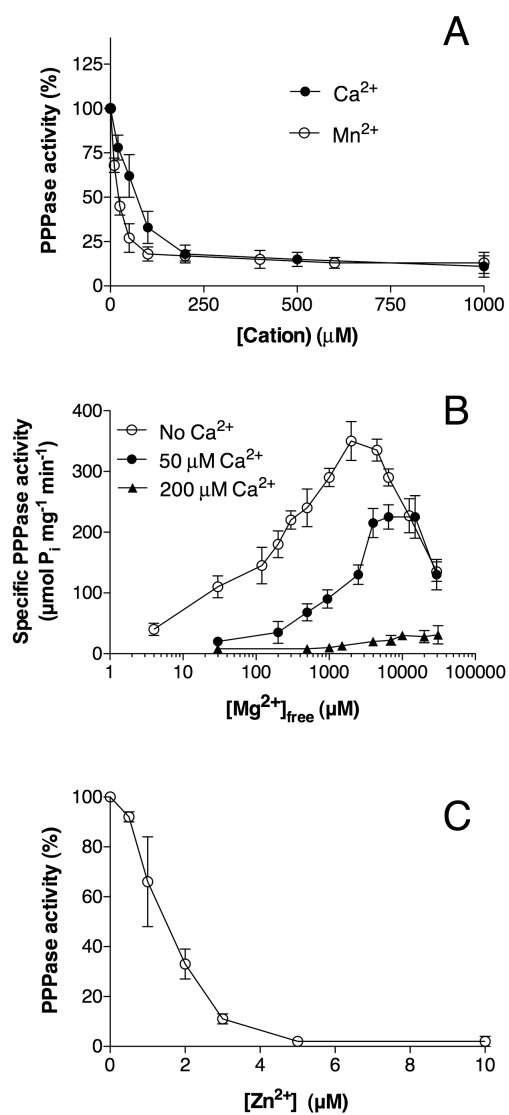 A
125
100
75
50
25
0
PPPase activity (%)
Ca²⁺
Mn²⁺
0 250 500 750 1000
[Cation) (μM)
B
400
300
200
100
0
Specific PPPase activity
(μmol Pᵢ mg⁻¹ min⁻¹)
No Ca²⁺
50 μM Ca²⁺
200 μM Ca²⁺
1 10 100 1000 10000 100000
[Mg²⁺]free (μM)
C
100
80
60
40
20
0
PPPase activity (%)
0 2 4 6 8 10
[Zn²⁺] (μM)